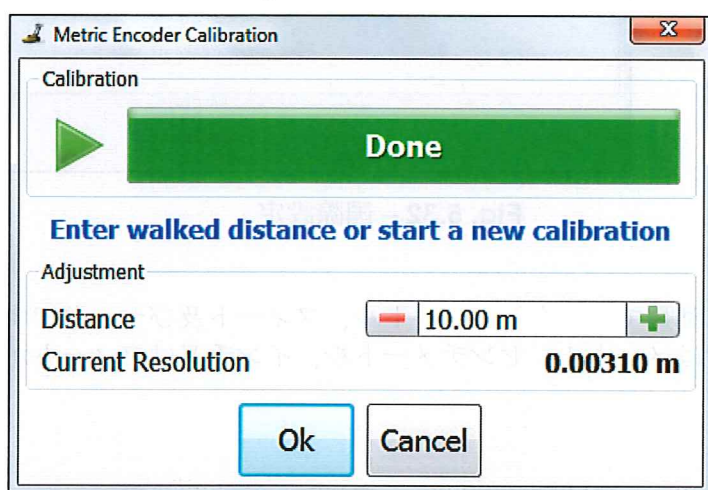 Metric Encoder Calibration
Calibration
Done
Enter walked distance or start a new calibration
Adjustment
Distance
10.00 m
Current Resolution
0.00310 m
Ok
Cancel